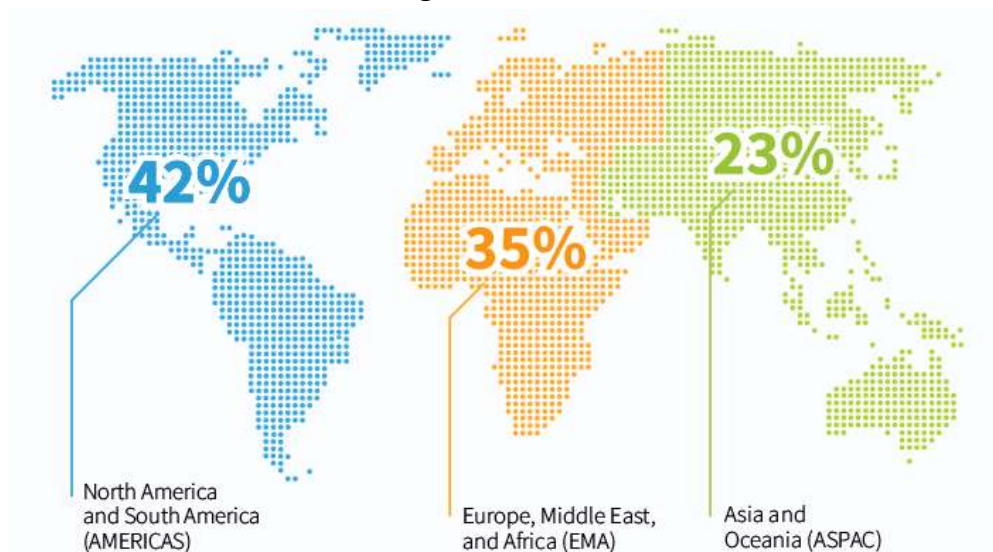 42%
35%
23%
North America
and South America
(AMERICAS)
Europe, Middle East,
and Africa (EMA)
Asia and
Oceania (ASPAC)